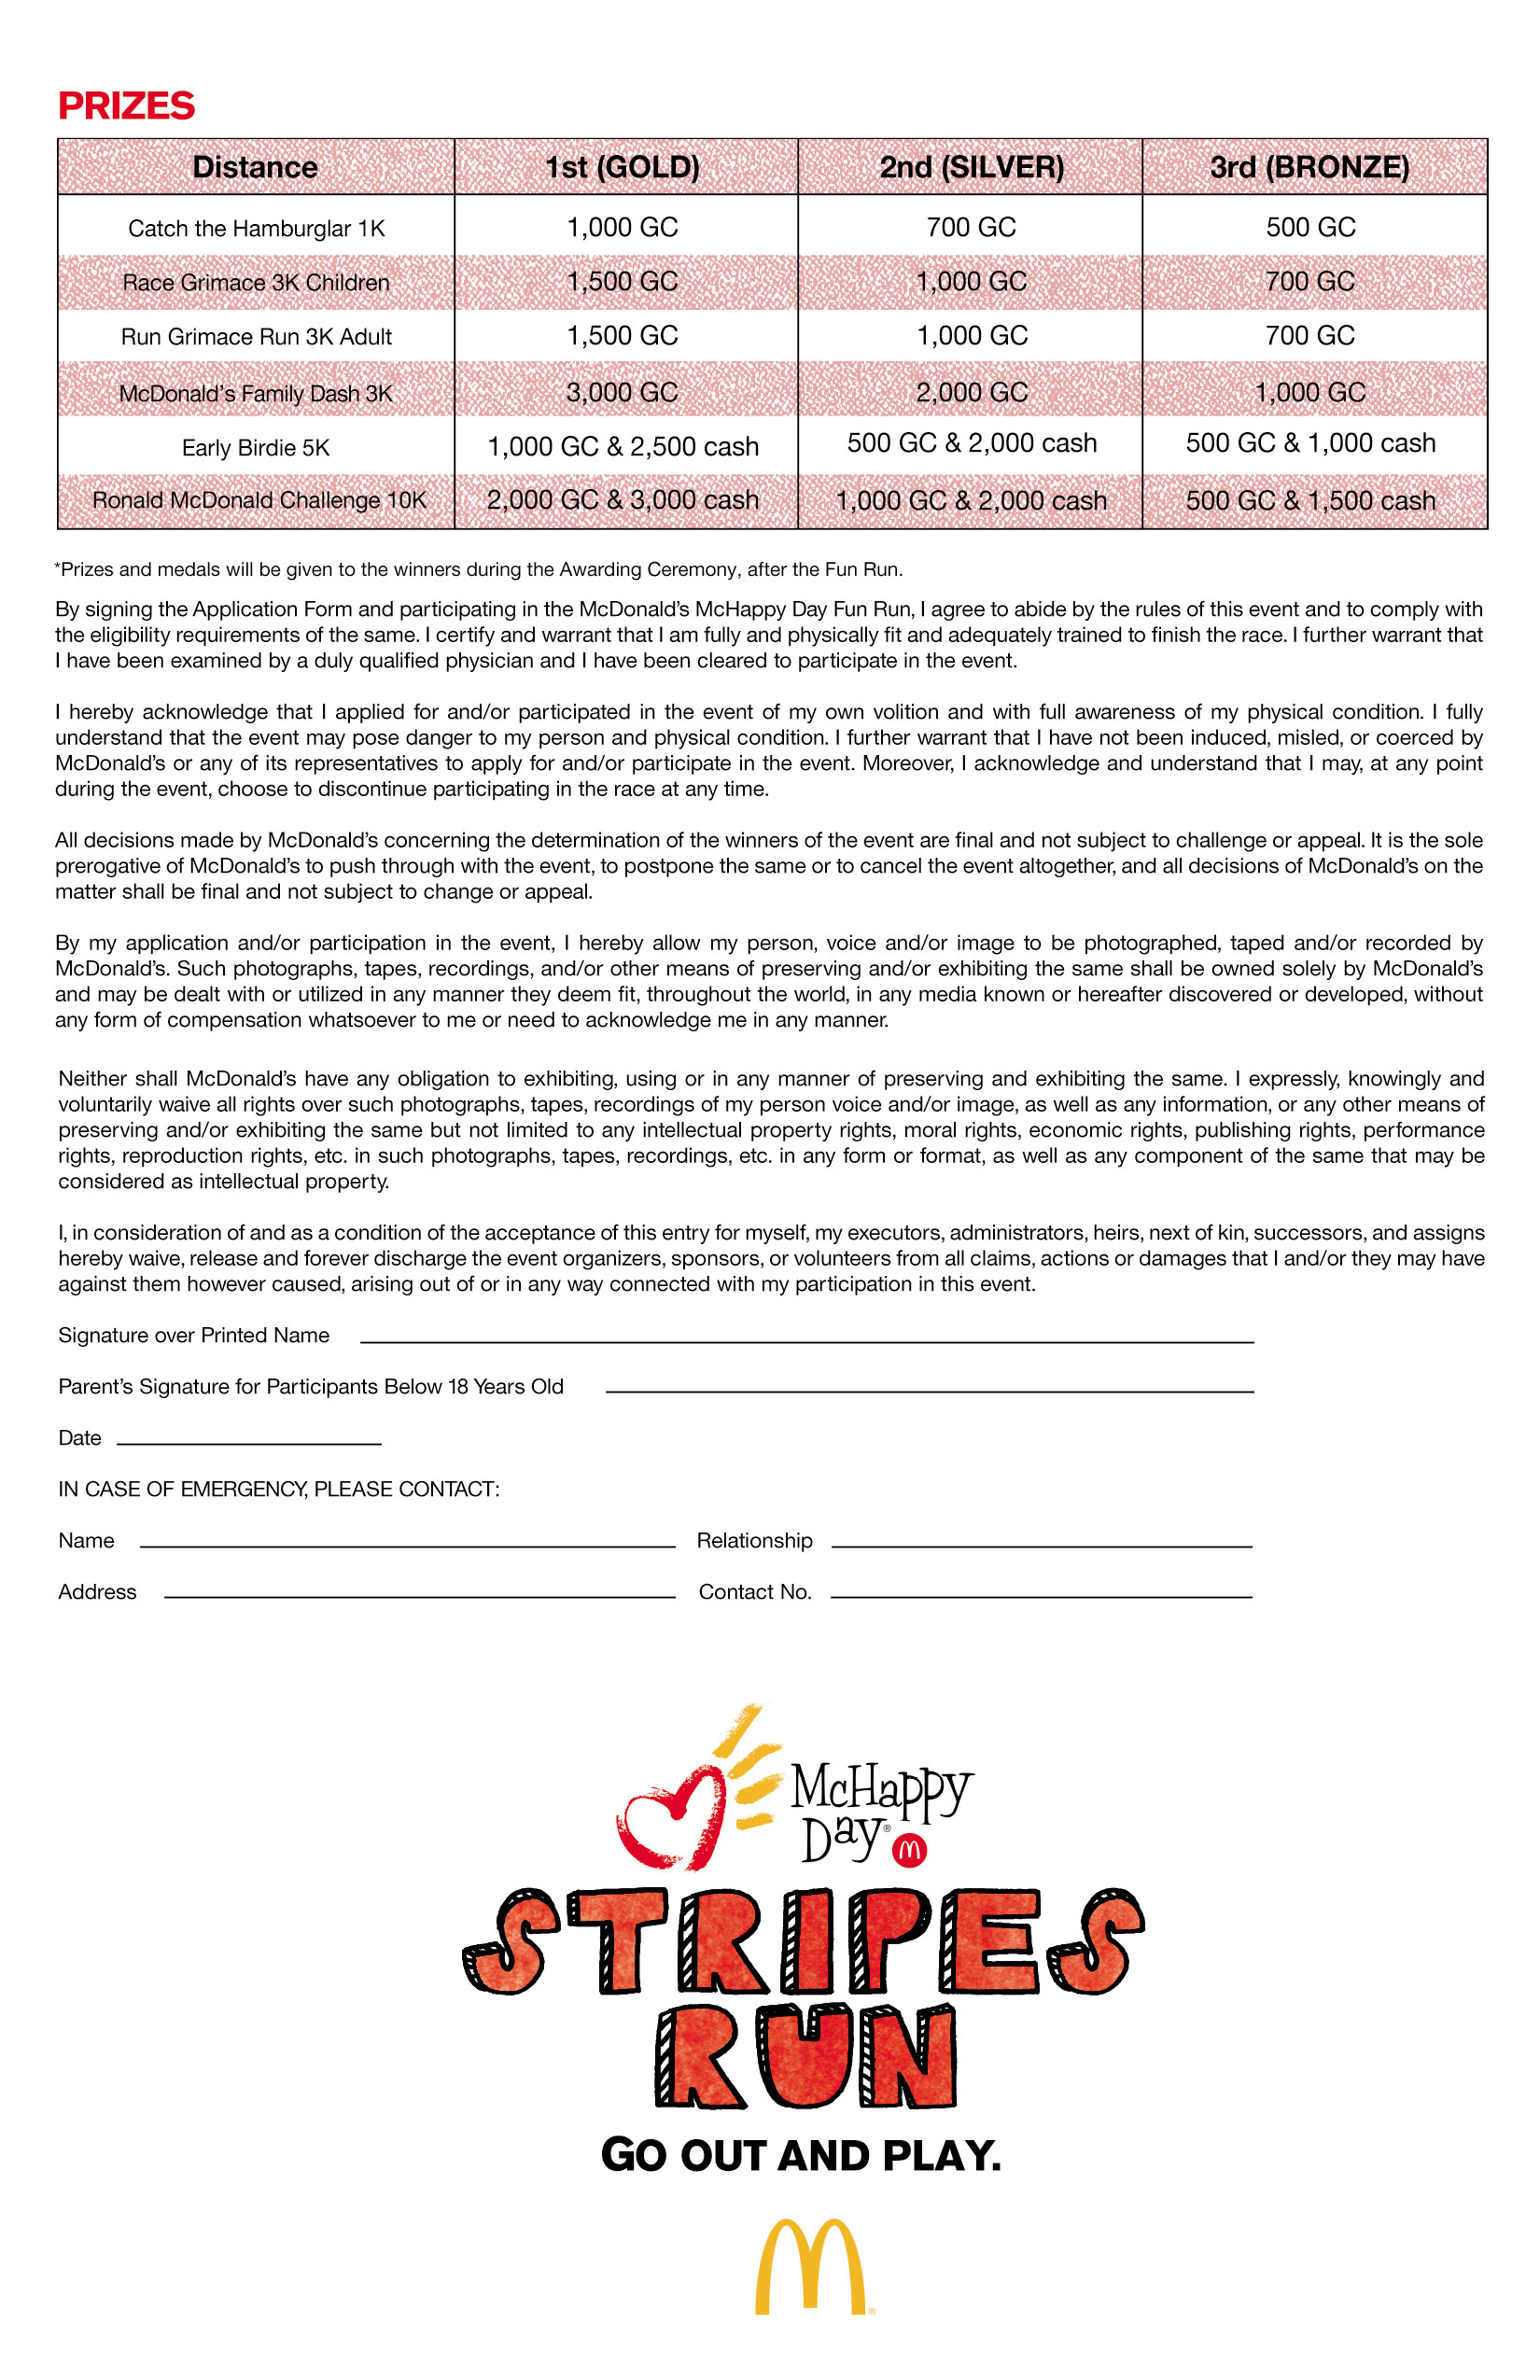 PRIZES
Distance 1st (GOLD) 2nd (SILVER) 3rd (BRONZE)
Catch the Hamburglar 1K 1,000 GC 700 GC 500 GC
Race Grimace 3K Children 1,500 GC 1,000 GC 700 GC
Run Grimace Run 3K Adult 1,500 GC 1,000 GC 700 GC
McDonald's Family Dash 3K 3,000 GC 2,000 GC 1,000 GC
Early Birdie 5K 1,000 GC & 2,500 cash 500 GC & 2,000 cash 500 GC & 1,000 cash
Ronald McDonald Challenge 10K 2,000 GC & 3,000 cash 1,000 GC & 2,000 cash 500 GC & 1,500 cash
*Prizes and medals will be given to the winners during the Awarding Ceremony, after the Fun Run.
By signing the Application Form and participating in the McDonald's McHappy Day Fun Run, I agree to abide by the rules of this event and to comply with
the eligibility requirements of the same. I certify and warrant that I am fully and physically fit and adequately trained to finish the race. I further warrant that
I have been examined by a duly qualified physician and I have been cleared to participate in the event.
I hereby acknowledge that I applied for and/or participated in the event of my own volition and with full awareness of my physical condition. I fully
understand that the event may pose danger to my person and physical condition. I further warrant that I have not been induced, misled, or coerced by
McDonald's or any of its representatives to apply for and/or participate in the event. Moreover, I acknowledge and understand that I may, at any point
during the event, choose to discontinue participating in the race at any time.
All decisions made by McDonald's concerning the determination of the winners of the event are final and not subject to challenge or appeal. It is the sole
prerogative of McDonald's to push through with the event, to postpone the same or to cancel the event altogether, and all decisions of McDonald's on the
matter shall be final and not subject to change or appeal.
By my application and/or participation in the event, I hereby allow my person, voice and/or image to be photographed, taped and/or recorded by
McDonald's. Such photographs, tapes, recordings, and/or other means of preserving and/or exhibiting the same shall be owned solely by McDonald's
and may be dealt with or utilized in any manner they deem fit, throughout the world, in any media known or hereafter discovered or developed, without
any form of compensation whatsoever to me or need to acknowledge me in any manner.
Neither shall McDonald's have any obligation to exhibiting, using or in any manner of preserving and exhibiting the same. I expressly, knowingly and
voluntarily waive all rights over such photographs, tapes, recordings of my person voice and/or image, as well as any information, or any other means of
preserving and/or exhibiting the same but not limited to any intellectual property rights, moral rights, economic rights, publishing rights, performance
rights, reproduction rights, etc. in such photographs, tapes, recordings, etc. in any form or format, as well as any component of the same that may be
considered as intellectual property.
I, in consideration of and as a condition of the acceptance of this entry for myself, my executors, administrators, heirs, next of kin, successors, and assigns
hereby waive, release and forever discharge the event organizers, sponsors, or volunteers from all claims, actions or damages that I and/or they may have
against them however caused, arising out of or in any way connected with my participation in this event.
Signature over Printed Name
Parent's Signature for Participants Below 18 Years Old
Date
IN CASE OF EMERGENCY, PLEASE CONTACT:
Name Relationship
Address Contact No.
McHappy
Day®
STRIPES
RUN
GO OUT AND PLAY.
®